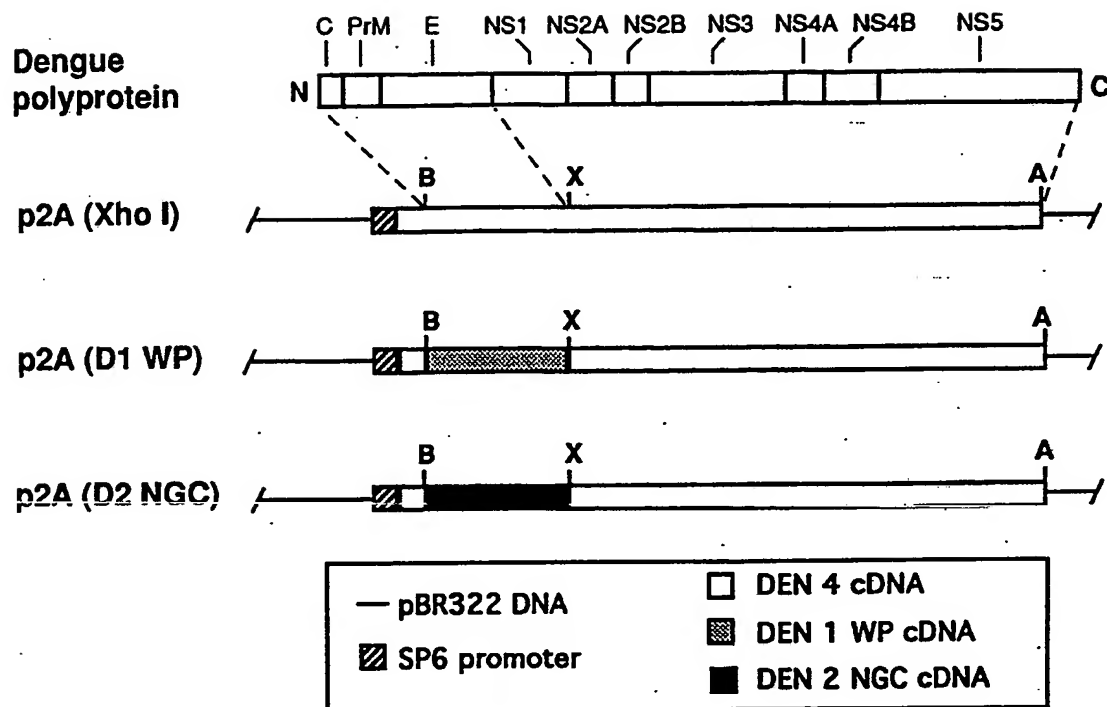 C PrM E NS1 NS2A NS2B NS3 NS4A NS4B NS5
Dengue
polyprotein
N C
B X A
p2A (Xho I)
B X A
p2A (D1 WP)
B X A
p2A (D2 NGC)
pBR322 DNA
SP6 promoter
DEN 4 cDNA
DEN 1 WP cDNA
DEN 2 NGC cDNA